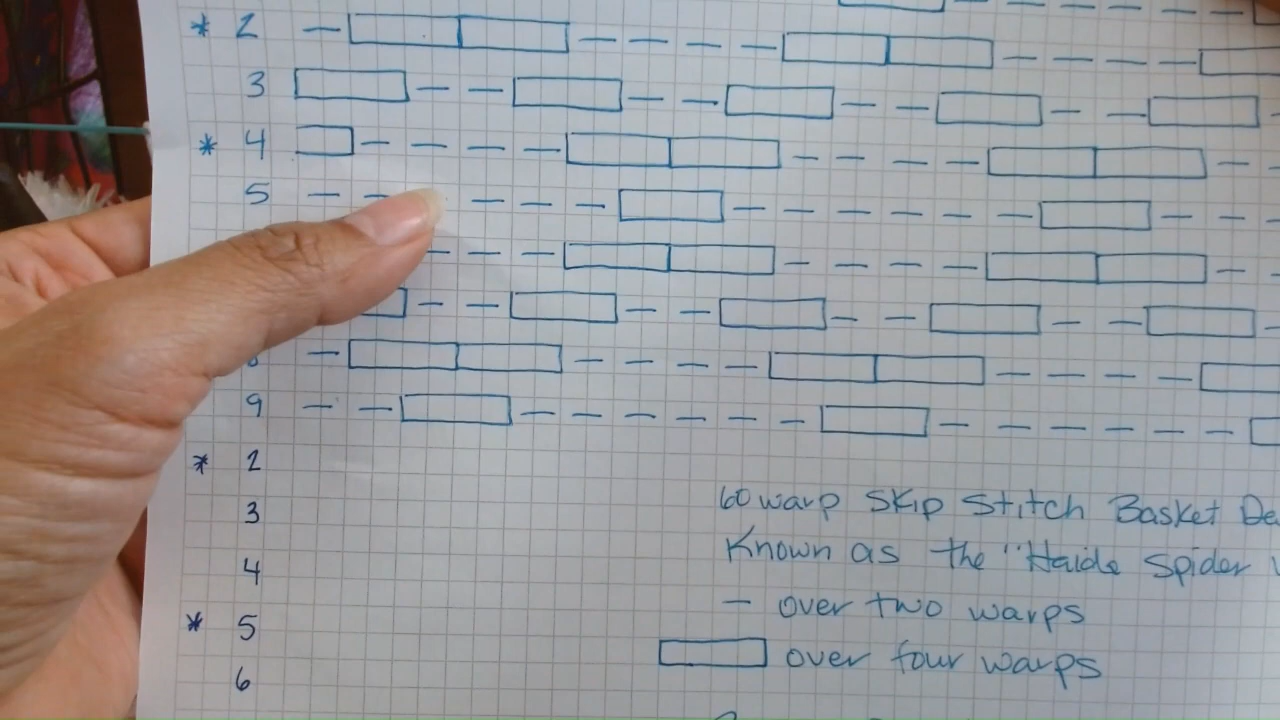 * 2
3
* 4
5
9
* 2
3
4
* 5
6
60 warp Skip Stitch Basket
Known as the "Haida Spider
– over two warps
over four warps